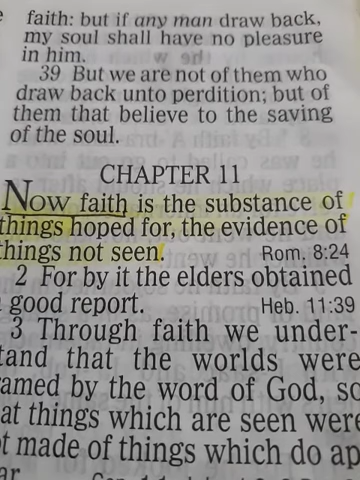 faith: but if any man draw back,
my soul shall have no pleasure
in him.
39 But we are not of them who
draw back unto perdition; but of
them that believe to the saving
of the soul.
CHAPTER 11
Now faith is the substance of
things hoped for, the evidence of
things not seen. Rom. 8:24
2 For by it the elders obtained
good report. Heb. 11:39
3 Through faith we under-
tand that the worlds were
ramed by the word of God, so
at things which are seen were
t made of things which do ap
ar